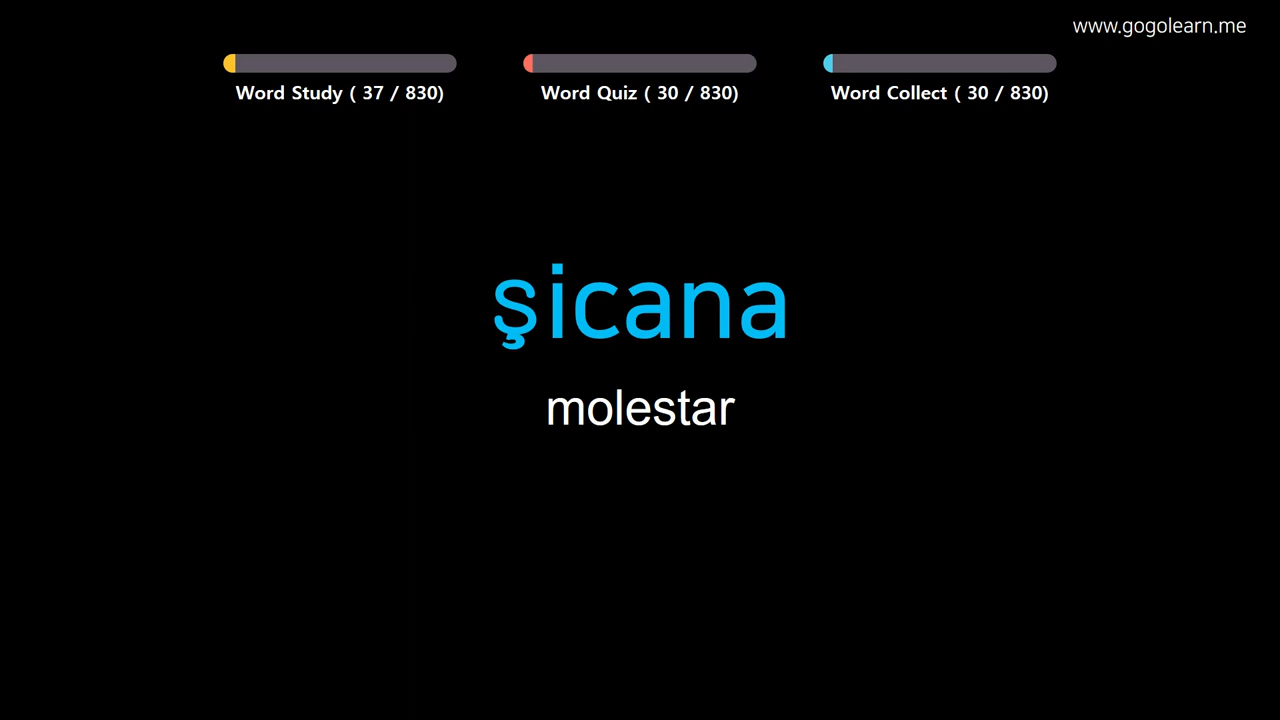 www.gogolearn.me
Word Study ( 37 / 830)
Word Quiz ( 30 / 830)
Word Collect ( 30 / 830)
şicana
molestar